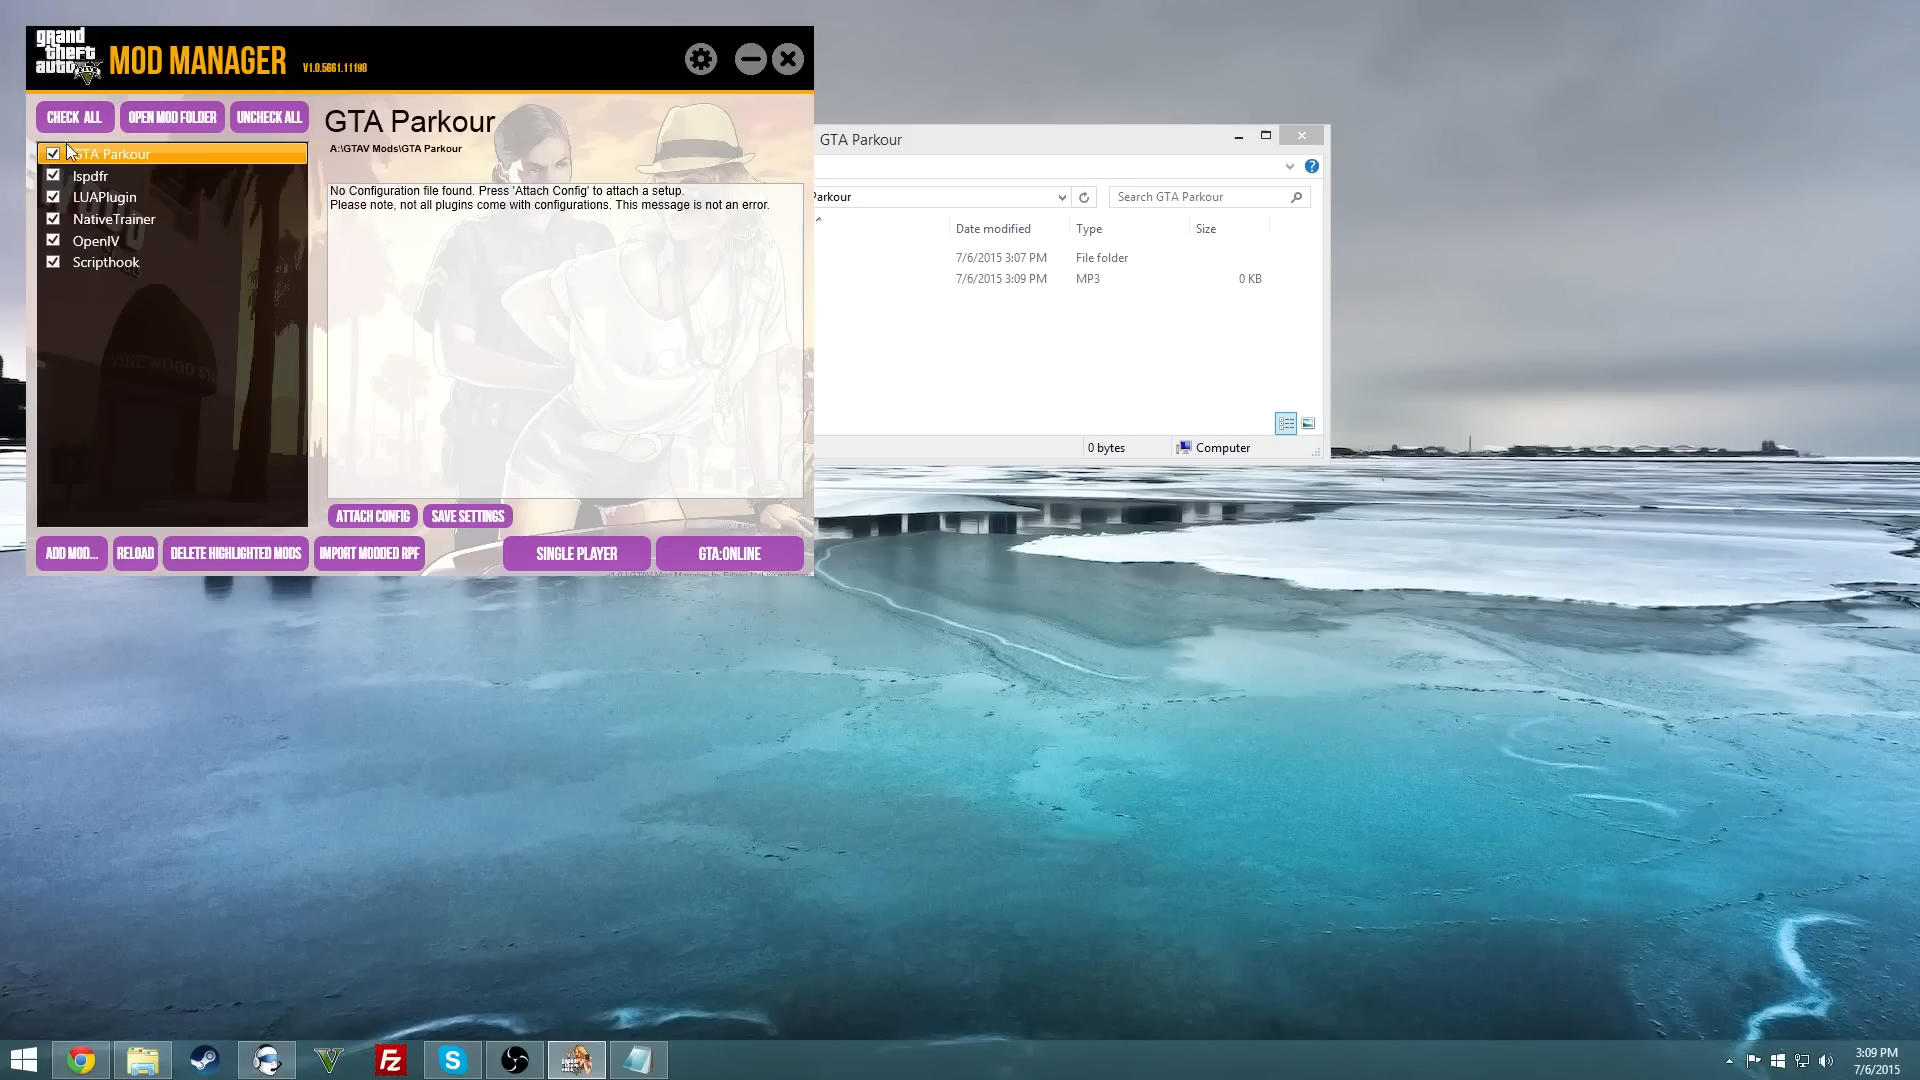 grand
theft
auto
MOD MANAGER
V1.0.5661.11198
CHECK ALL
OPEN MOD FOLDER
UNCHECK ALL
GTA Parkour
A:\GTAV Mods\GTA Parkour
GTA Parkour
lspdfr
LUAPlugin
NativeTrainer
OpenIV
Scripthook
No Configuration file found. Press 'Attach Config' to attach a setup.
Please note, not all plugins come with configurations. This message is not an error.
ATTACH CONFIG
SAVE SETTINGS
ADD MOD...
RELOAD
DELETE HIGHLIGHTED MODS
IMPORT MODDED RPF
SINGLE PLAYER
GTA:ONLINE
GTA Parkour
Parkour
Search GTA Parkour
Date modified
Type
Size
7/6/2015 3:07 PM
File folder
7/6/2015 3:09 PM
MP3
0 KB
0 bytes
Computer
3:09 PM
7/6/2015